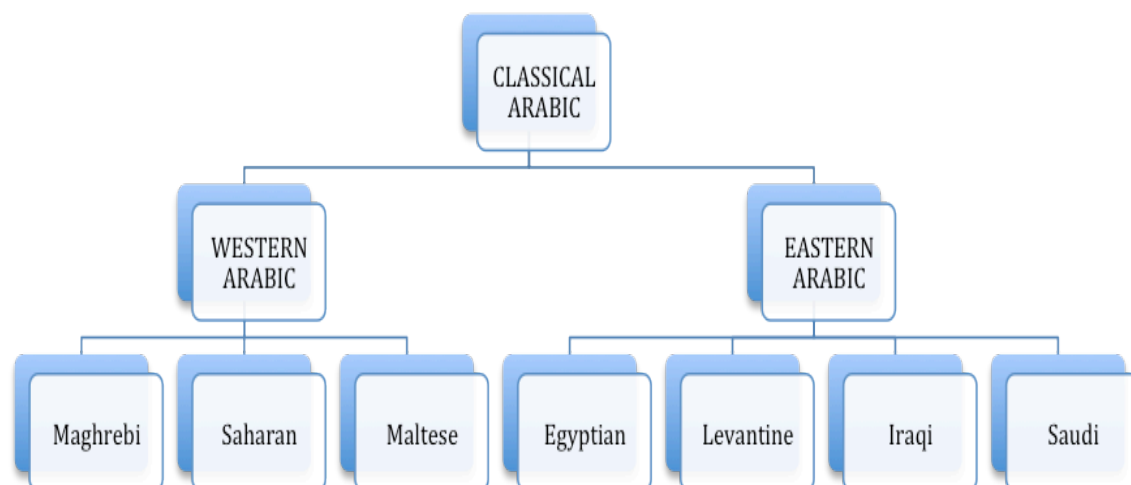 CLASSICAL
ARABIC
WESTERN
ARABIC
EASTERN
ARABIC
Maghrebi
Saharan
Maltese
Egyptian
Levantine
Iraqi
Saudi